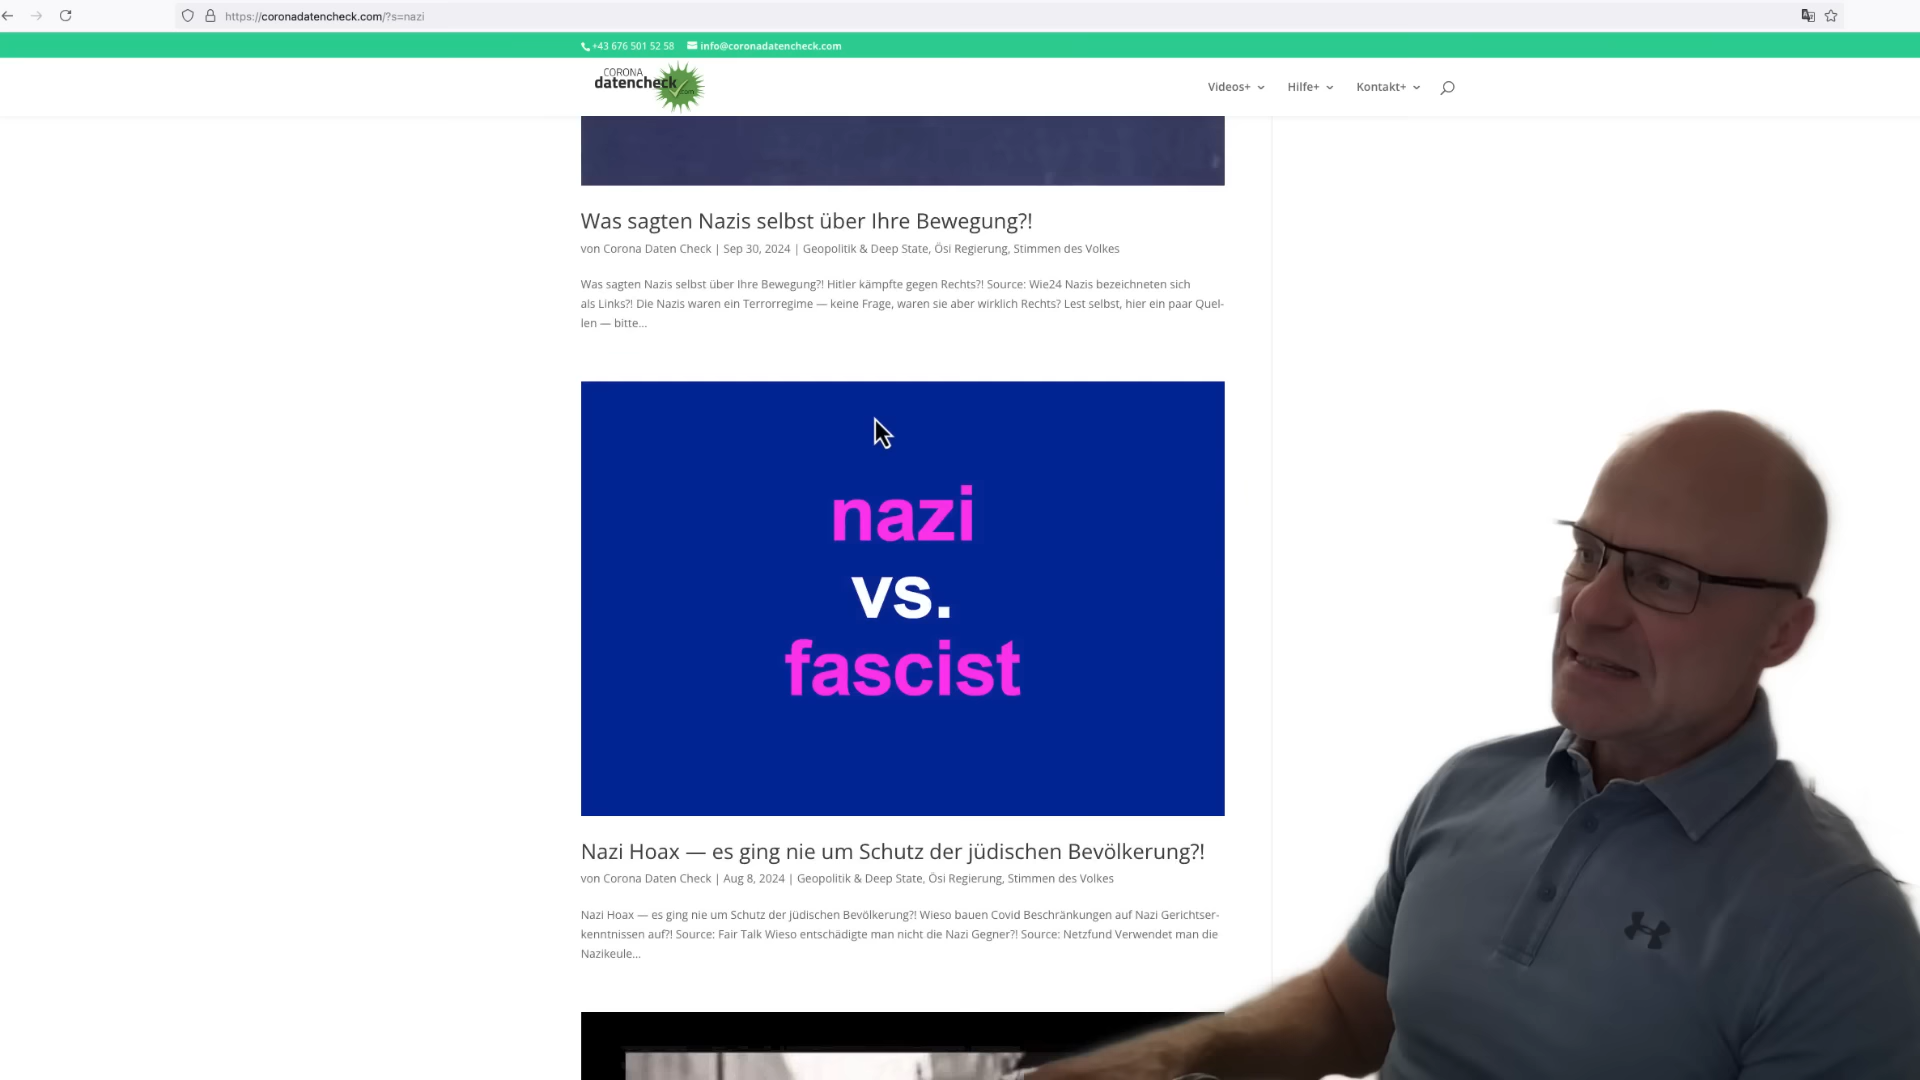 https://coronadatencheck.com/?s=nazi
+43 676 501 52 58 info@coronadatencheck.com
CORONA
datencheck
.com
Videos+ Hilfe+ Kontakt+
Was sagten Nazis selbst über Ihre Bewegung?!
von Corona Daten Check | Sep 30, 2024 | Geopolitik & Deep State, Ösi Regierung, Stimmen des Volkes
Was sagten Nazis selbst über Ihre Bewegung?! Hitler kämpfte gegen Rechts?! Source: Wie24 Nazis bezeichneten sich
als Links?! Die Nazis waren ein Terrorregime — keine Frage, waren sie aber wirklich Rechts? Lest selbst, hier ein paar Quel-
len — bitte...
nazi
vs.
fascist
Nazi Hoax — es ging nie um Schutz der jüdischen Bevölkerung?!
von Corona Daten Check | Aug 8, 2024 | Geopolitik & Deep State, Ösi Regierung, Stimmen des Volkes
Nazi Hoax — es ging nie um Schutz der jüdischen Bevölkerung?! Wieso bauen Covid Beschränkungen auf Nazi Gerichtser-
kenntnissen auf?! Source: Fair Talk Wieso entschädigte man nicht die Nazi Gegner?! Source: Netzfund Verwendet man die
Nazikeule...